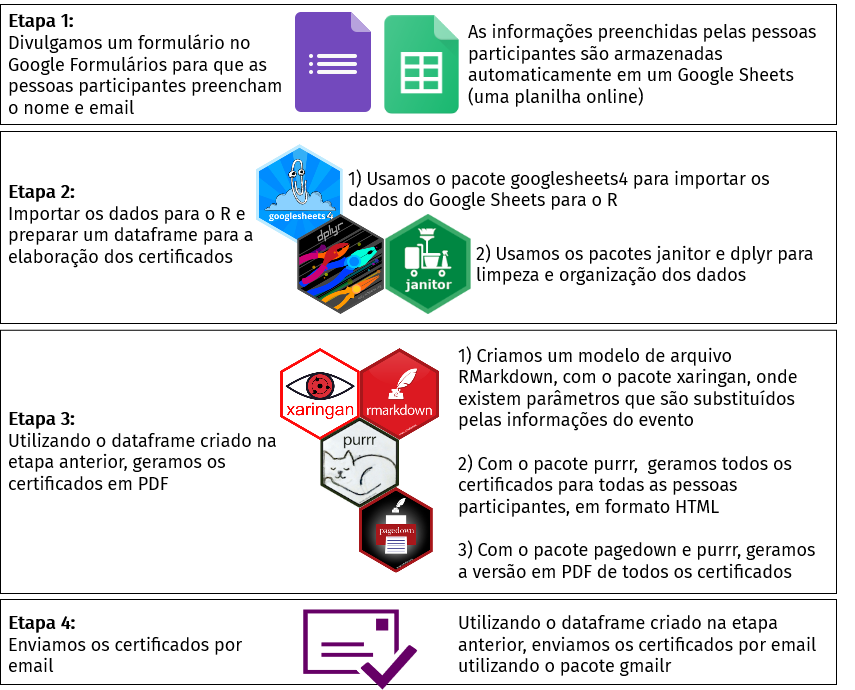 Etapa 1:
Divulgamos um formulário no
Google Formulários para que as
pessoas participantes preencham
o nome e email
As informações preenchidas pelas pessoas
participantes são armazenadas
automaticamente em um Google Sheets
(uma planilha online)
Etapa 2:
Importar os dados para o R e
preparar um dataframe para a
elaboração dos certificados
googlesheets4
dplyr
janitor
1) Usamos o pacote googlesheets4 para importar os
dados do Google Sheets para o R
2) Usamos os pacotes janitor e dplyr para
limpeza e organização dos dados
Etapa 3:
Utilizando o dataframe criado na
etapa anterior, geramos os
certificados em PDF
xaringan
rmarkdown
purrr
pagedown
1) Criamos um modelo de arquivo
RMarkdown, com o pacote xaringan, onde
existem parâmetros que são substituídos
pelas informações do evento
2) Com o pacote purrr, geramos todos os
certificados para todas as pessoas
participantes, em formato HTML
3) Com o pacote pagedown e purrr, geramos
a versão em PDF de todos os certificados
Etapa 4:
Enviamos os certificados por
email
Utilizando o dataframe criado na etapa
anterior, enviamos os certificados por email
utilizando o pacote gmailr